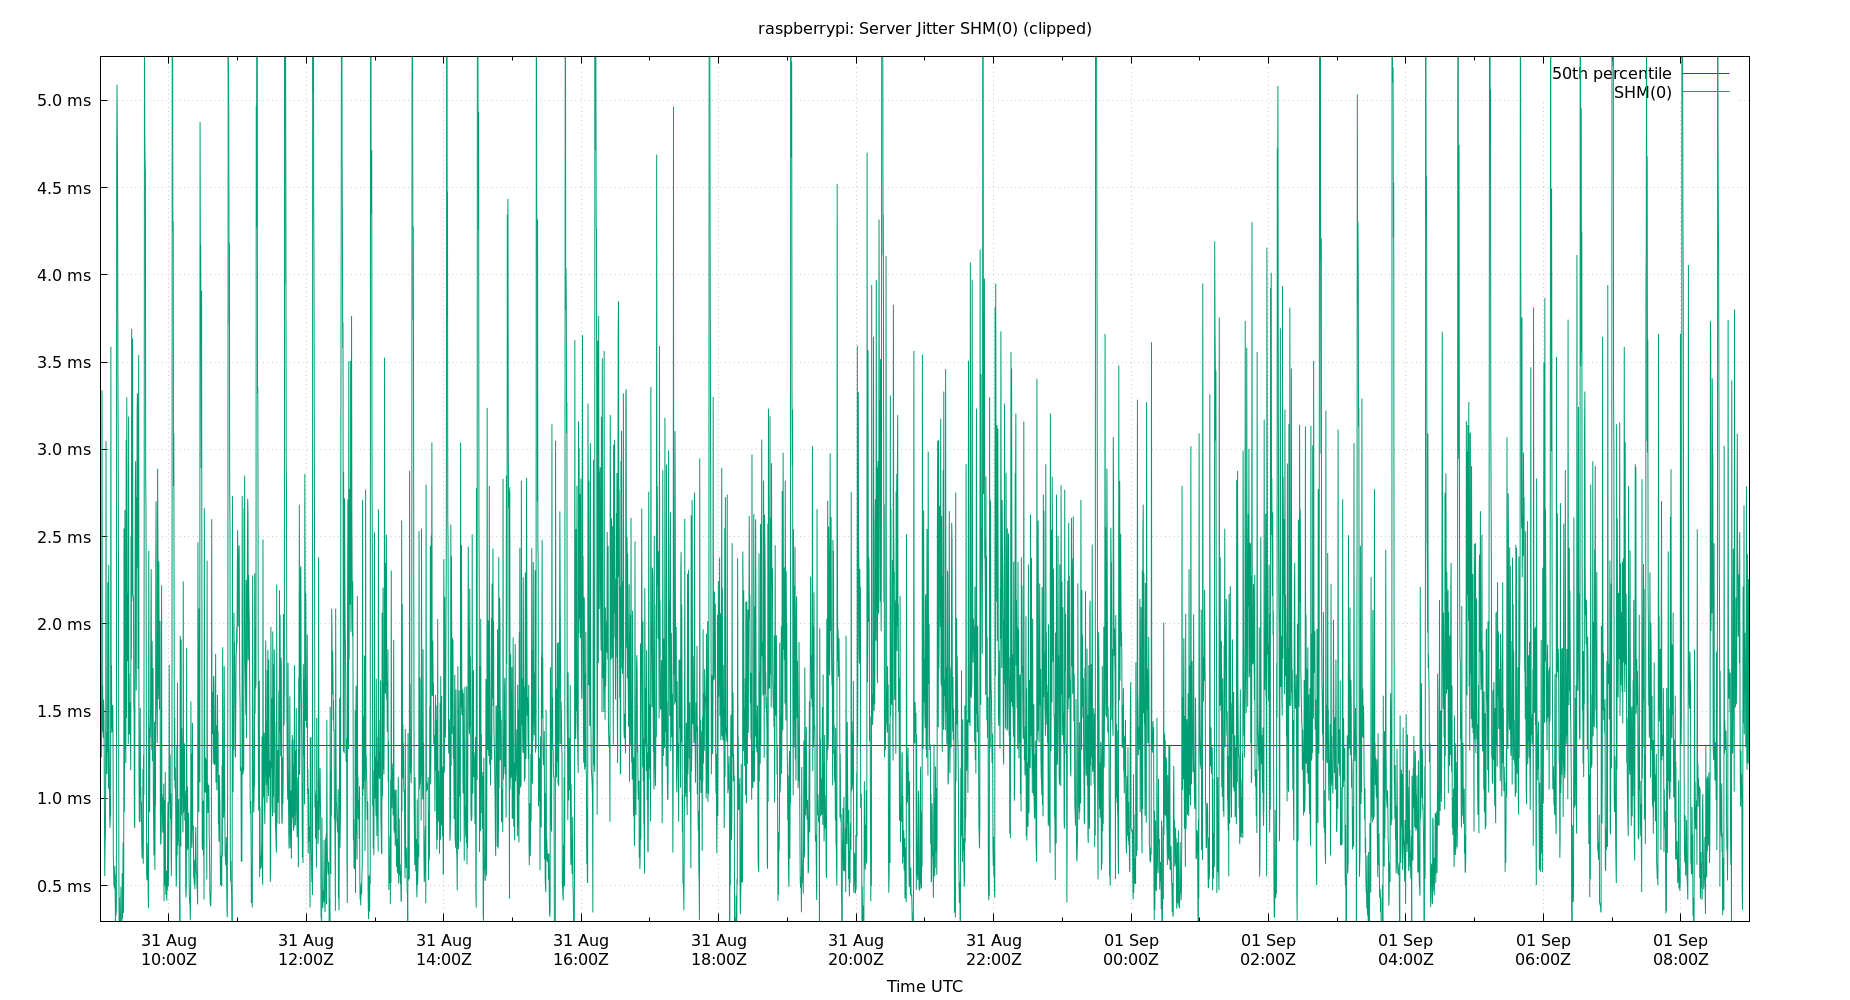 raspberrypi: Server Jitter SHM(0) (clipped)
50th percentile
SHM(0)
5.0 ms
4.5 ms
4.0 ms
3.5 ms
3.0 ms
2.5 ms
2.0 ms
1.5 ms
1.0 ms
0.5 ms
31 Aug 31 Aug 31 Aug 31 Aug 31 Aug 31 Aug 31 Aug 01 Sep 01 Sep 01 Sep 01 Sep 01 Sep
10:00Z 12:00Z 14:00Z 16:00Z 18:00Z 20:00Z 22:00Z 00:00Z 02:00Z 04:00Z 06:00Z 08:00Z
Time UTC